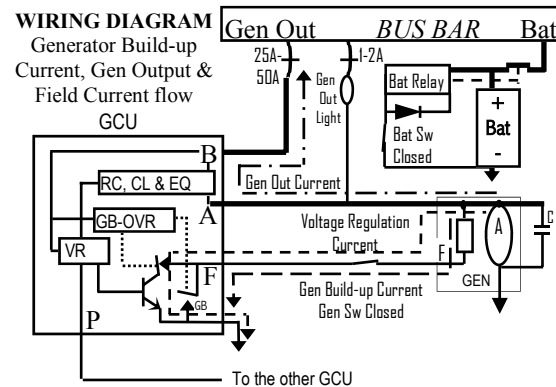 WIRING DIAGRAM
Generator Build-up
Current, Gen Output &
Field Current flow
Gen Out
BUS BAR
Bat
25A-
50A
1-2A
Gen
Out
Light
Bat Relay
Bat Sw
Closed
+
Bat
-
GCU
B
RC, CL & EQ
A
GB-OVR
VR
F
GB
P
Gen Out Current
Voltage Regulation
Current
F
A
C
GEN
Gen Build-up Current
Gen Sw Closed
To the other GCU